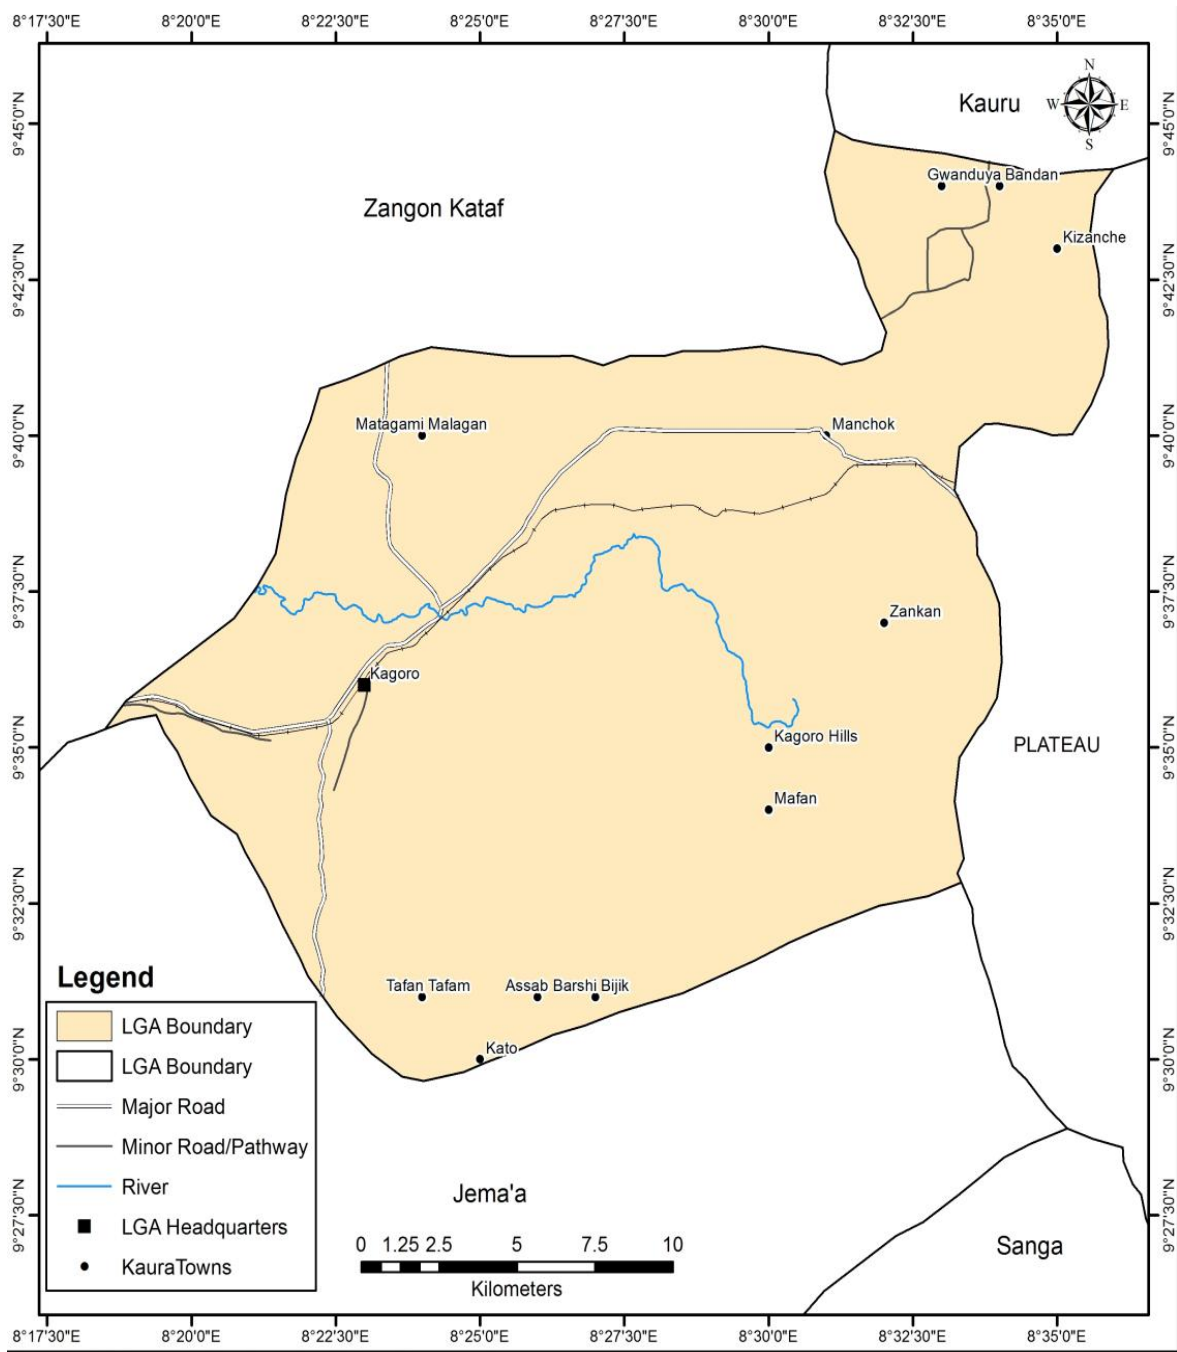 8°17'30"E 8°20'0"E 8°22'30"E 8°25'0"E 8°27'30"E 8°30'0"E 8°32'30"E 8°35'0"E
N
W E
S
Kauru
9°45'0"N 9°45'0"N
Gwanduya Bandan
Zangon Kataf
Kizanche
9°42'30"N 9°42'30"N
Matagami Malagan
Manchok
9°40'0"N 9°40'0"N
9°37'30"N 9°37'30"N
Zankan
Kagoro
Kagoro Hills
PLATEAU
9°35'0"N 9°35'0"N
Mafan
9°32'30"N 9°32'30"N
Tafan Tafam
Assab Barshi Bijik
Kato
9°30'0"N 9°30'0"N
Legend
LGA Boundary
LGA Boundary
Major Road
Minor Road/Pathway
River
LGA Headquarters
KauraTowns
Jema'a
9°27'30"N 9°27'30"N
Sanga
0 1.25 2.5 5 7.5 10
Kilometers
8°17'30"E 8°20'0"E 8°22'30"E 8°25'0"E 8°27'30"E 8°30'0"E 8°32'30"E 8°35'0"E